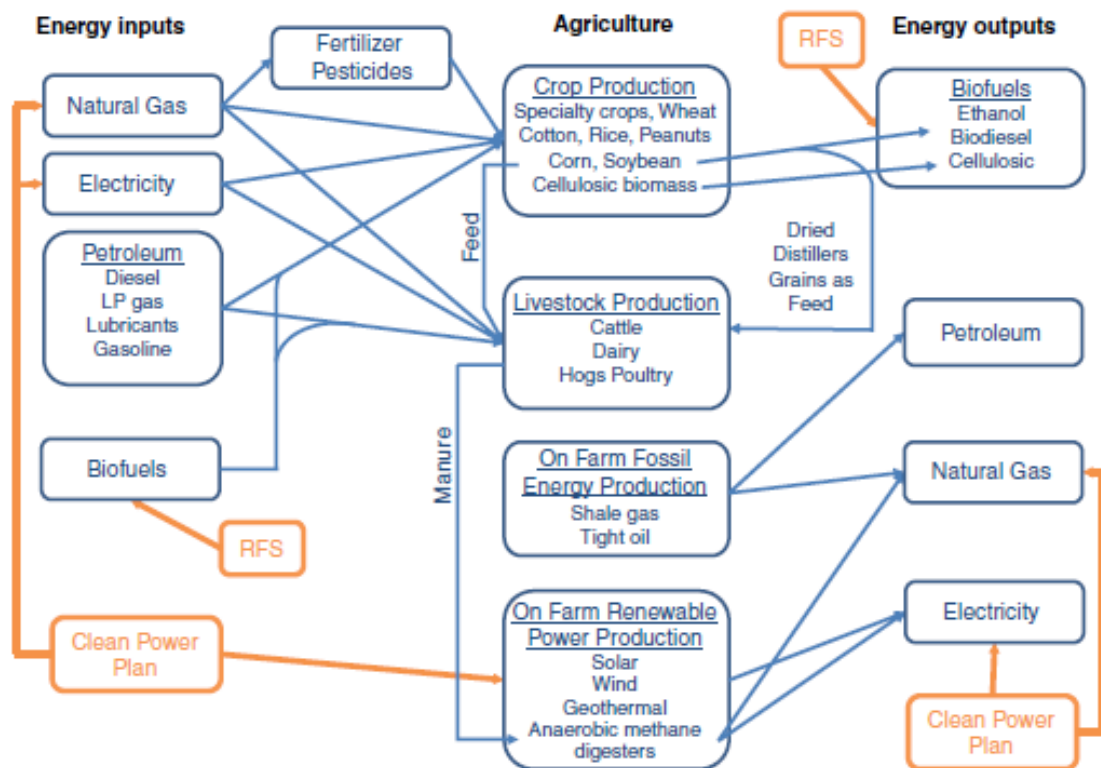 Energy inputs
Agriculture
Energy outputs
Fertilizer
Pesticides
RFS
Natural Gas
Electricity
Petroleum
Diesel
LP gas
Lubricants
Gasoline
Biofuels
RFS
Clean Power
Plan
Crop Production
Specialty crops, Wheat
Cotton, Rice, Peanuts
Corn, Soybean
Cellulosic biomass
Feed
Livestock Production
Cattle
Dairy
Hogs Poultry
Manure
On Farm Fossil
Energy Production
Shale gas
Tight oil
On Farm Renewable
Power Production
Solar
Wind
Geothermal
Anaerobic methane
digesters
Dried
Distillers
Grains as
Feed
Biofuels
Ethanol
Biodiesel
Cellulosic
Petroleum
Natural Gas
Electricity
Clean Power
Plan